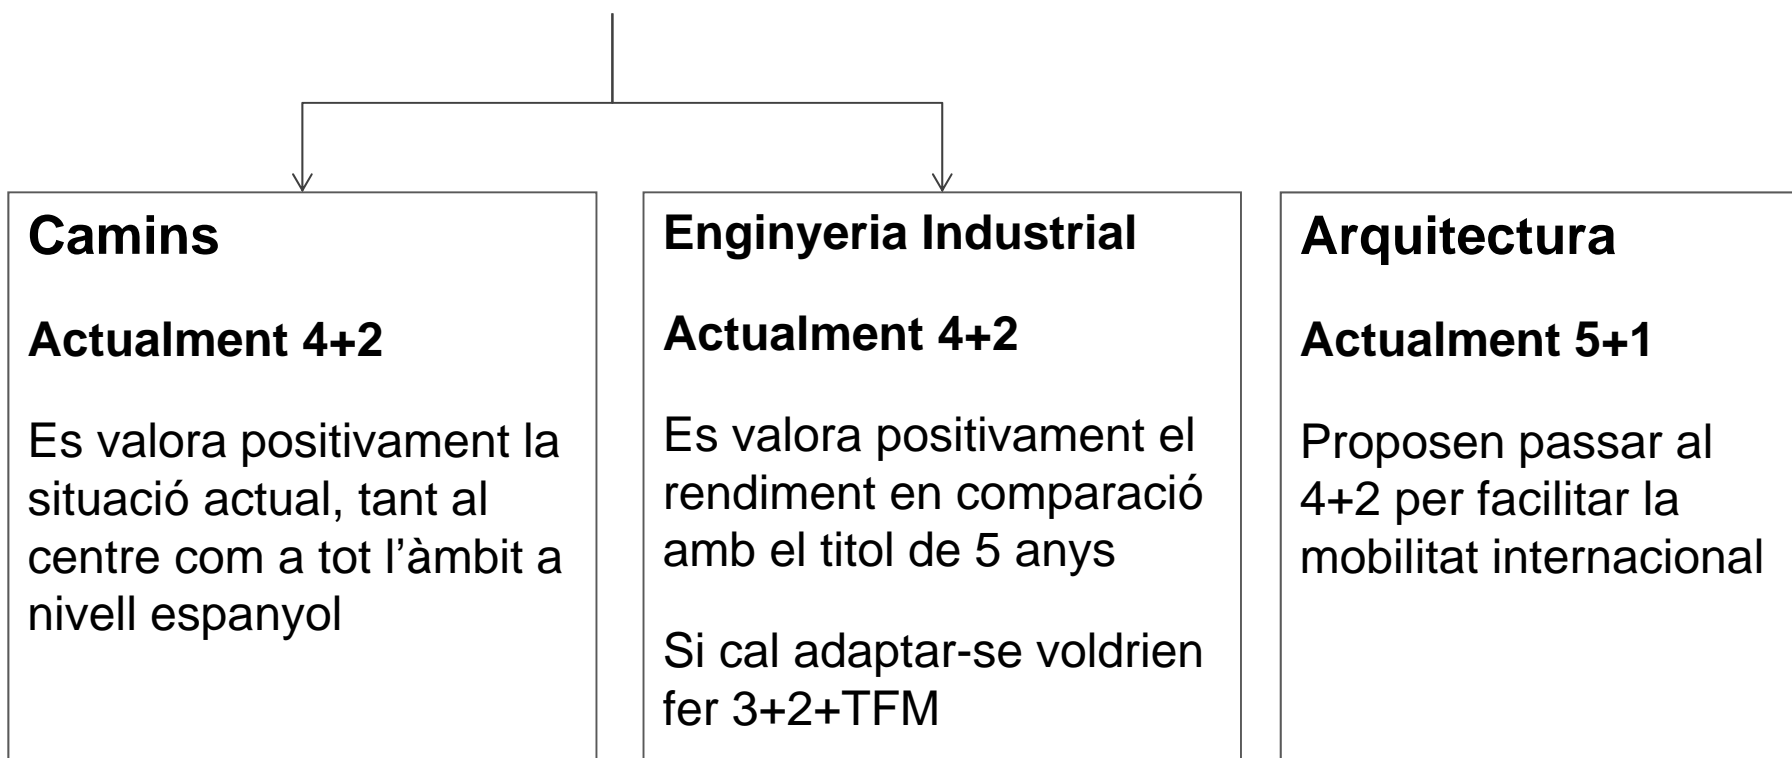 Camins
Actualment 4+2
Es valora positivament la
situació actual, tant al
centre com a tot l’àmbit a
nivell espanyol
Enginyeria Industrial
Actualment 4+2
Es valora positivament el
rendiment en comparació
amb el titol de 5 anys
Si cal adaptar-se voldrien
fer 3+2+TFM
Arquitectura
Actualment 5+1
Proposen passar al
4+2 per facilitar la
mobilitat internacional